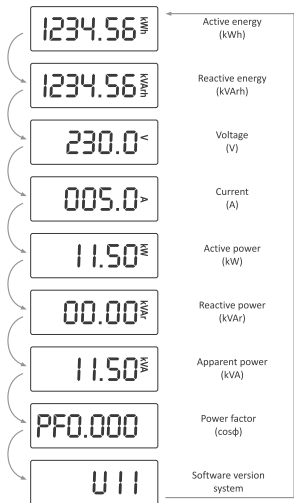 1234.56 kWh
Active energy
(kWh)
1234.56 kVArh
Reactive energy
(kVArh)
230.0 V
Voltage
(V)
005.0 A
Current
(A)
11.50 kW
Active power
(kW)
00.00 kVAr
Reactive power
(kVAr)
11.50 kVA
Apparent power
(kVA)
PF0.000
Power factor
(cosϕ)
U11
Software version
system